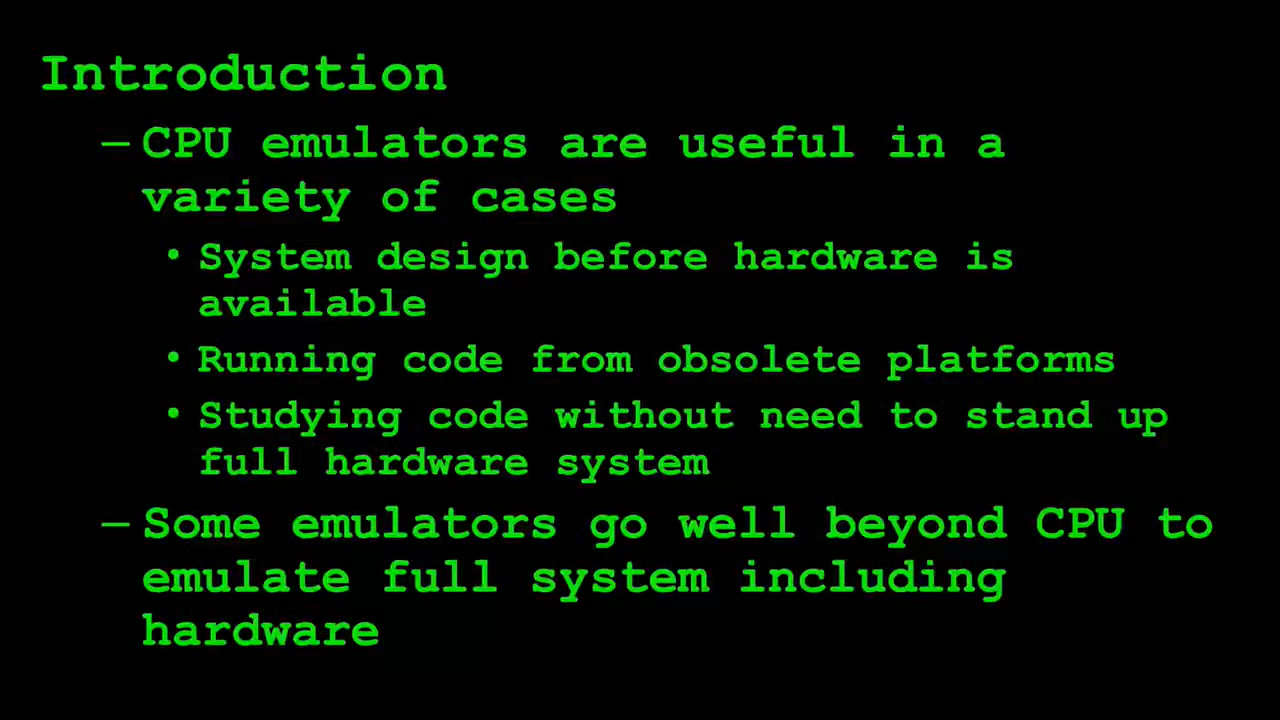 Introduction
– CPU emulators are useful in a
variety of cases
• System design before hardware is
available
• Running code from obsolete platforms
• Studying code without need to stand up
full hardware system
– Some emulators go well beyond CPU to
emulate full system including
hardware